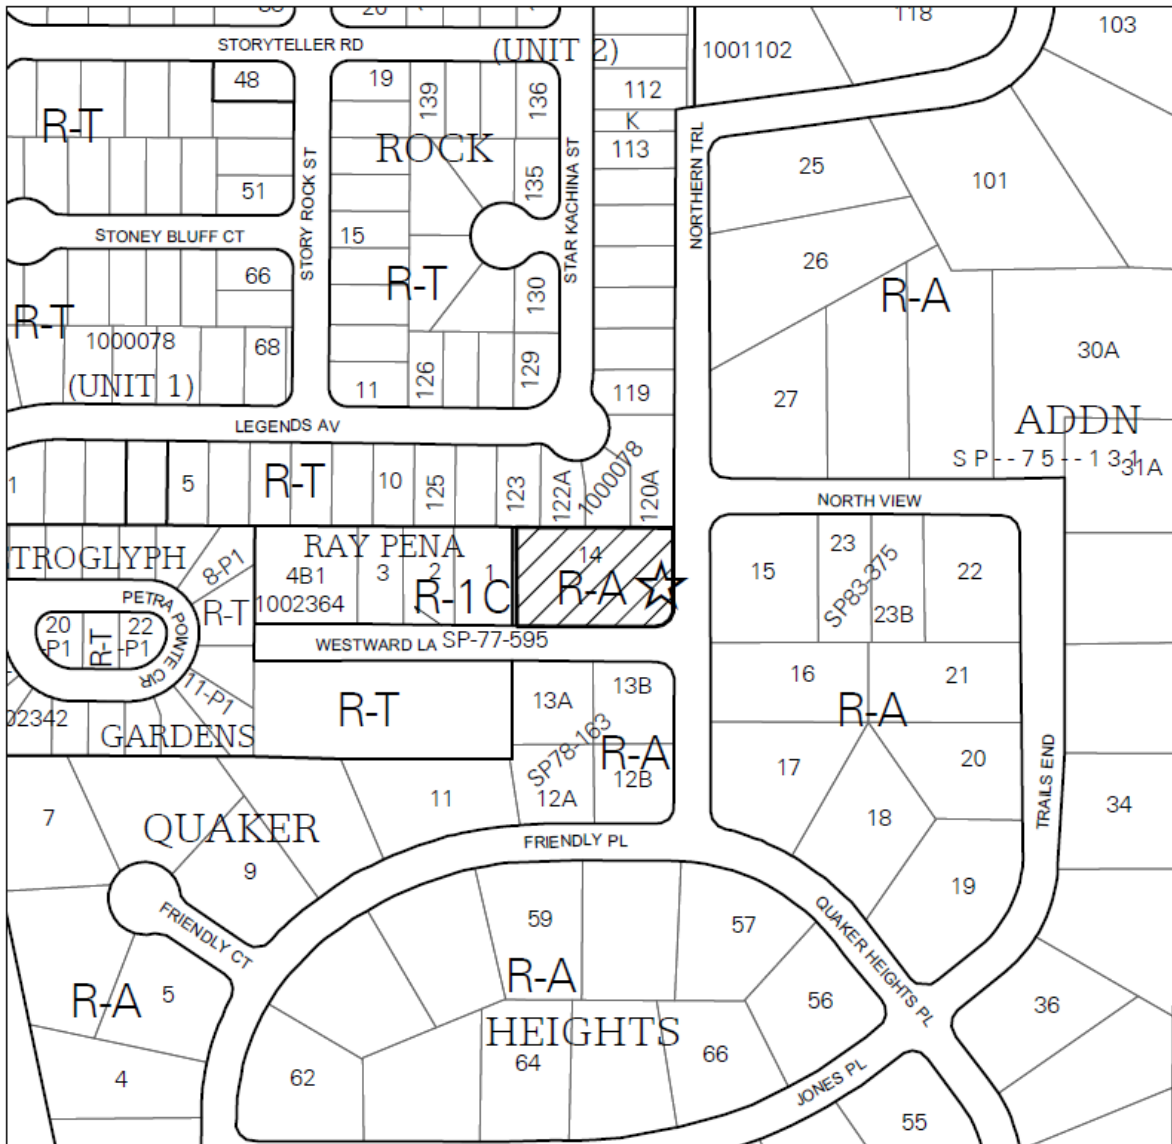 20
118
103
STORYTELLER RD
(UNIT 2)
1001102
48
19
139
136
112
K
R-T
ROCK
113
NORTHERN TRL
25
101
51
STORY ROCK ST
135
STAR KACHINA ST
STONEY BLUFF CT
15
26
66
R-T
130
R-A
R-T
1000078
68
30A
(UNIT 1)
11
126
129
119
27
LEGENDS AV
ADDN
SP--75--131
31A
1
5
R-T
10
125
123
122A
1000078
120A
NORTH VIEW
TROGLYPH
8-P1
RAY PENA
4B1
3
2
1
14
15
23
SP83-375
22
PETRA POINTE CIR
R-T
1002364
R-1C
R-A
23B
20
-P1
R-T
22
-P1
WESTWARD LA
SP-77-595
11-P1
13A
13B
16
21
02342
GARDENS
R-T
SP78-163
R-A
R-A
12A
12B
17
20
TRAILS END
7
QUAKER
11
18
34
FRIENDLY PL
9
19
FRIENDLY CT
59
57
QUAKER HEIGHTS PL
R-A
5
R-A
56
36
HEIGHTS
4
62
64
66
JONES PL
55